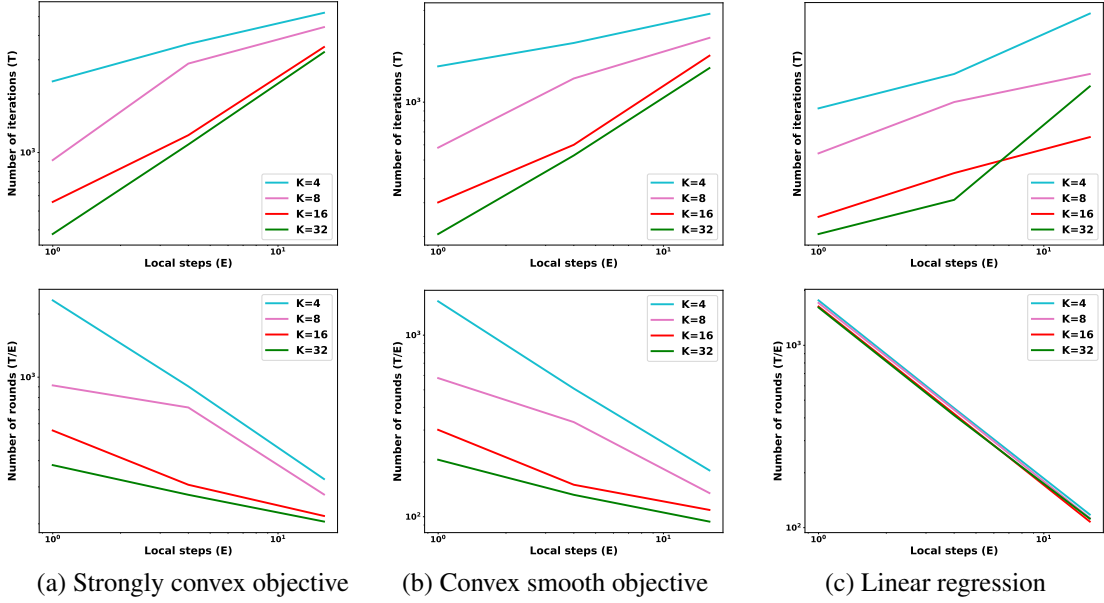 Number of iterations (T)
10³
10⁰
10¹
Local steps (E)
K=4
K=8
K=16
K=32
Number of iterations (T)
10³
10⁰
10¹
Local steps (E)
K=4
K=8
K=16
K=32
Number of iterations (T)
10⁰
10¹
Local steps (E)
K=4
K=8
K=16
K=32
Number of rounds (T/E)
10³
10⁰
10¹
Local steps (E)
K=4
K=8
K=16
K=32
Number of rounds (T/E)
10³
10²
10⁰
10¹
Local steps (E)
K=4
K=8
K=16
K=32
Number of rounds (T/E)
10³
10²
10⁰
10¹
Local steps (E)
K=4
K=8
K=16
K=32
(a) Strongly convex objective
(b) Convex smooth objective
(c) Linear regression